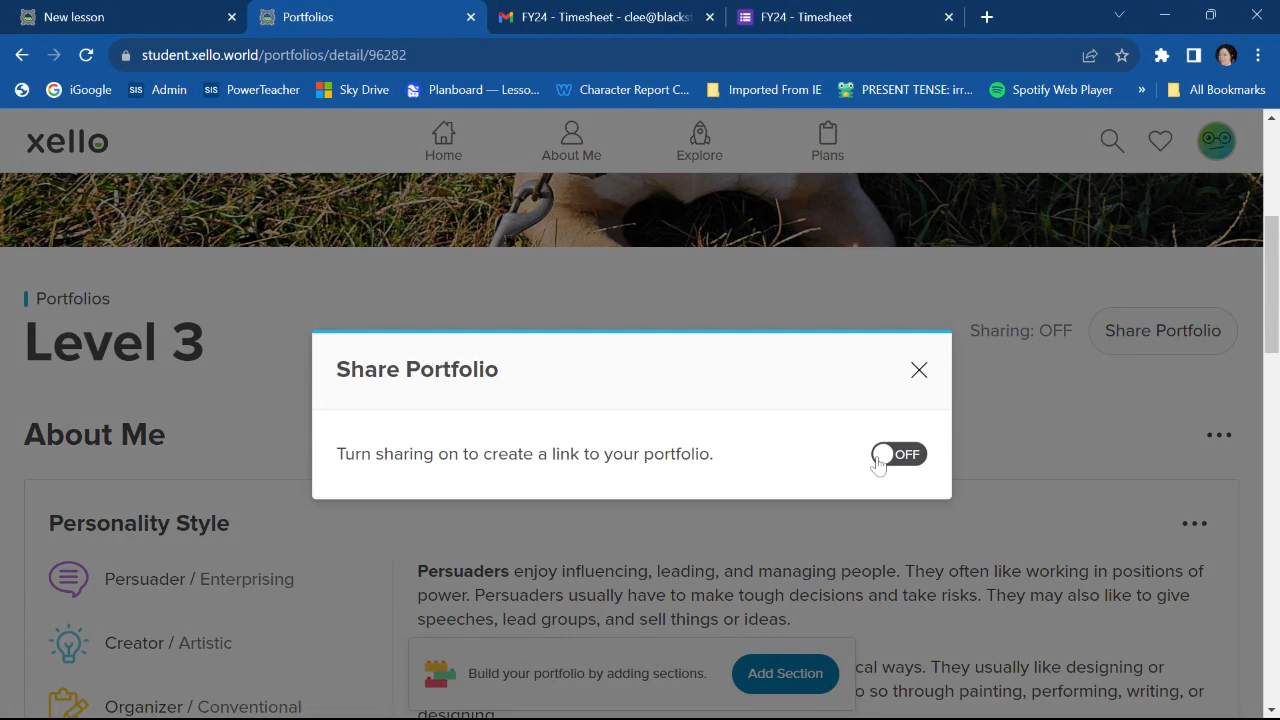 New lesson
Portfolios
FY24 - Timesheet - clee@blackst
FY24 - Timesheet
student.xello.world/portfolios/detail/96282
iGoogle
SIS Admin
SIS PowerTeacher
Sky Drive
Planboard — Lesso...
Character Report C...
Imported From IE
PRESENT TENSE: irr...
Spotify Web Player
»
All Bookmarks
xello
Home
About Me
Explore
Plans
Portfolios
Level 3
Sharing: OFF
Share Portfolio
Share Portfolio
Turn sharing on to create a link to your portfolio.
OFF
About Me
Personality Style
Persuader / Enterprising
Creator / Artistic
Organizer / Conventional
Persuaders enjoy influencing, leading, and managing people. They often like working in positions of
power. Persuaders usually have to make tough decisions and take risks. They may also like to give
speeches, lead groups, and sell things or ideas.
cal ways. They usually like designing or
o so through painting, performing, writing, or
designing.
Build your portfolio by adding sections.
Add Section